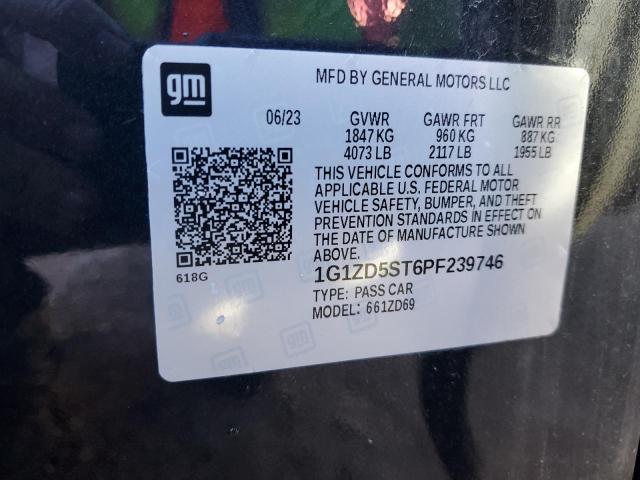 gm
MFD BY GENERAL MOTORS LLC
06/23 GVWR GAWR FRT GAWR RR
1847 KG 960 KG 887 KG
4073 LB 2117 LB 1955 LB
THIS VEHICLE CONFORMS TO ALL
APPLICABLE U.S. FEDERAL MOTOR
VEHICLE SAFETY, BUMPER, AND THEFT
PREVENTION STANDARDS IN EFFECT ON
THE DATE OF MANUFACTURE SHOWN
ABOVE.
618G
1G1ZD5ST6PF239746
TYPE: PASS CAR
MODEL: 661ZD69